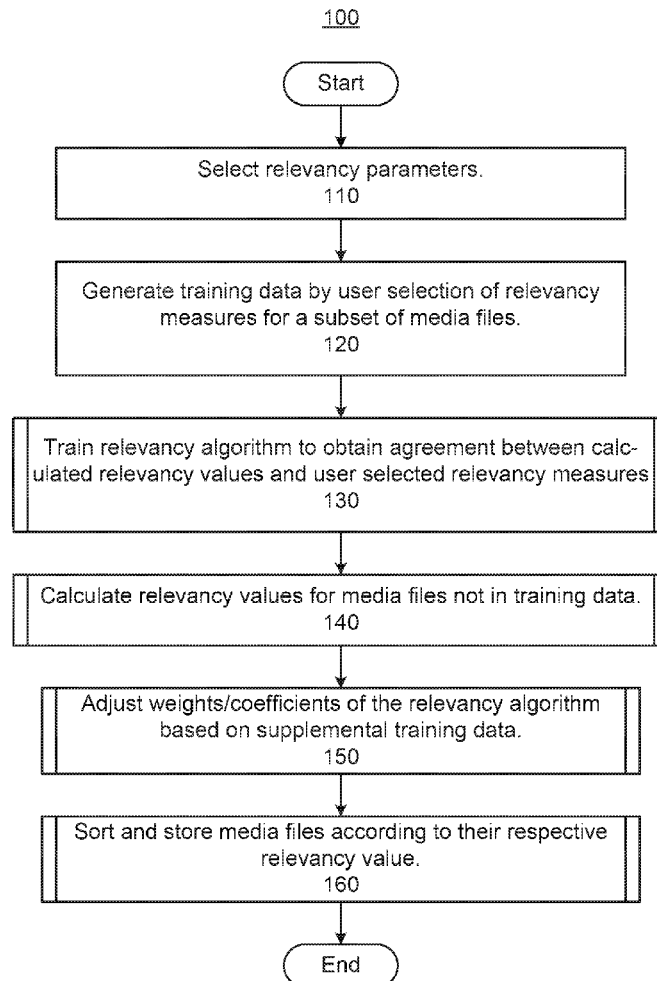 100
Start
Select relevancy parameters.
110
Generate training data by user selection of relevancy
measures for a subset of media files.
120
Train relevancy algorithm to obtain agreement between calc-
ulated relevancy values and user selected relevancy measures
130
Calculate relevancy values for media files not in training data.
140
Adjust weights/coefficients of the relevancy algorithm
based on supplemental training data.
150
Sort and store media files according to their respective
relevancy value.
160
End